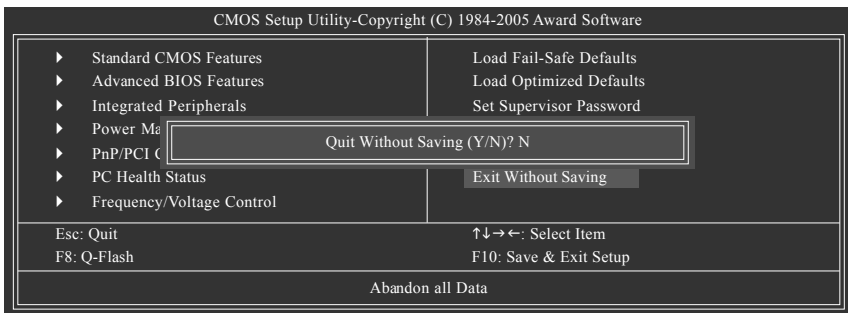 CMOS Setup Utility-Copyright (C) 1984-2005 Award Software
Standard CMOS Features
Advanced BIOS Features
Integrated Peripherals
Power Ma
PnP/PCI
PC Health Status
Frequency/Voltage Control
Load Fail-Safe Defaults
Load Optimized Defaults
Set Supervisor Password
Quit Without Saving (Y/N)? N
Exit Without Saving
Esc: Quit
F8: Q-Flash
↑↓→←: Select Item
F10: Save & Exit Setup
Abandon all Data